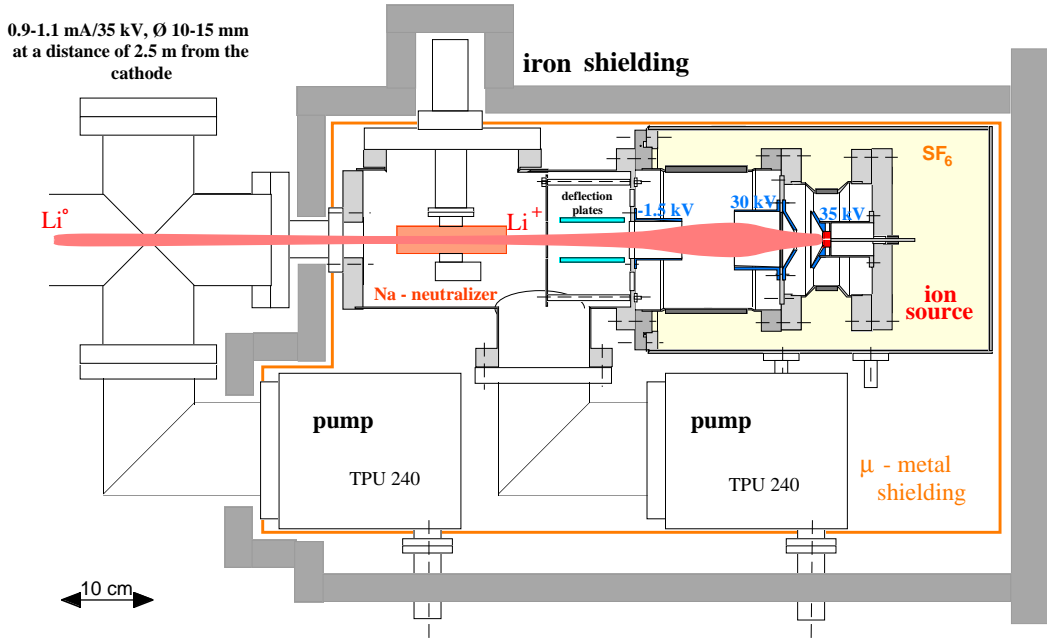 0.9-1.1 mA/35 kV, Ø 10-15 mm
at a distance of 2.5 m from the
cathode
iron shielding
SF6
deflection
plates
-1.5 kV
30 kV
35 kV
Li°
Li+
Na - neutralizer
ion
source
pump
TPU 240
pump
TPU 240
μ - metal
shielding
10 cm